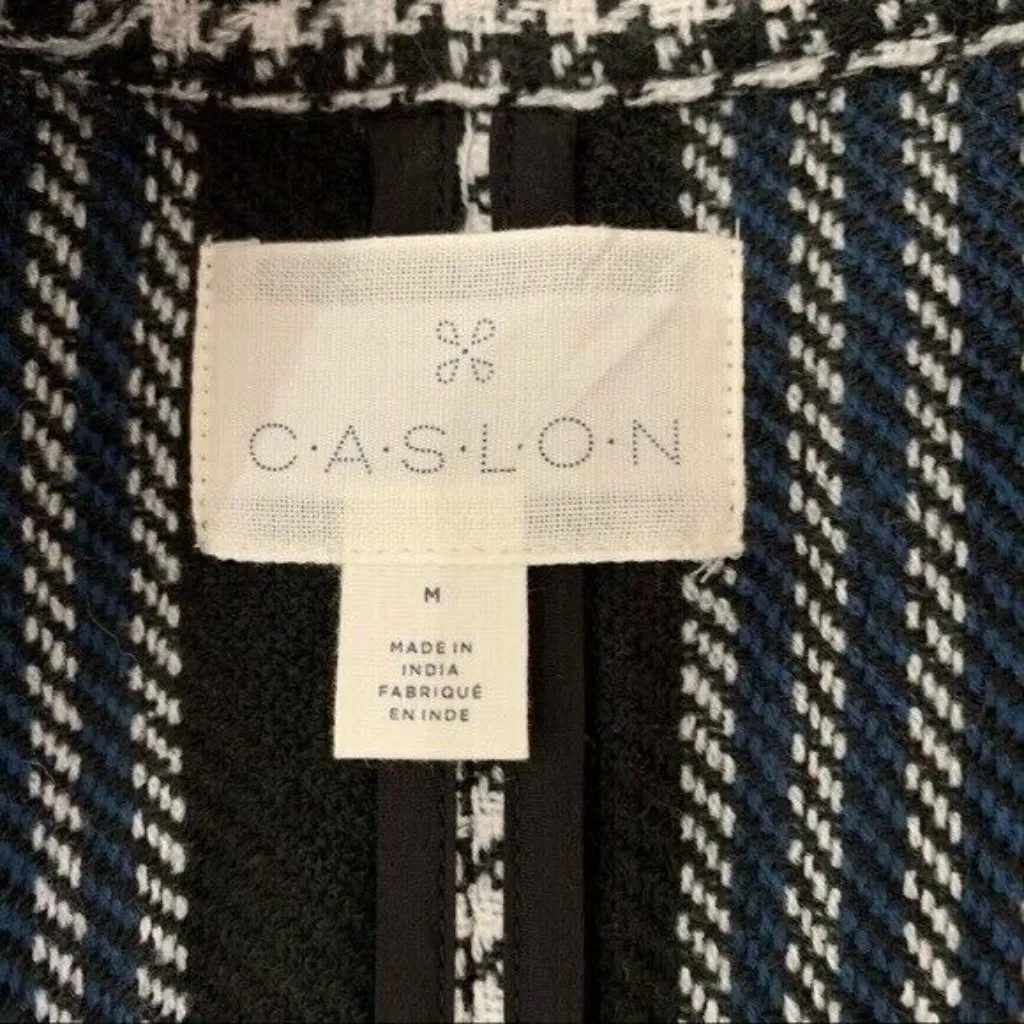 C·A·S·L·O·N
M
MADE IN
INDIA
FABRIQUÉ
EN INDE